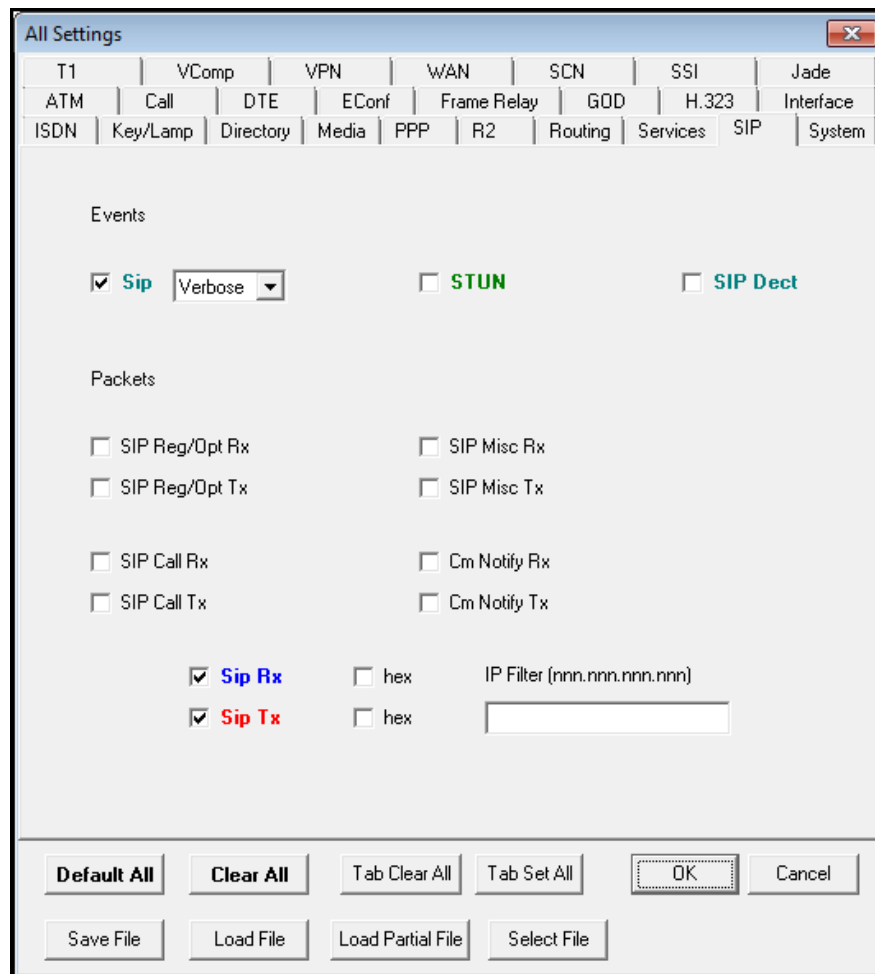 All Settings
T1 VComp VPN WAN SCN SSI Jade
ATM Call DTE EConf Frame Relay GOD H.323 Interface
ISDN Key/Lamp Directory Media PPP R2 Routing Services SIP System
Events
Sip Verbose STUN SIP Dect
Packets
SIP Reg/Opt Rx SIP Misc Rx
SIP Reg/Opt Tx SIP Misc Tx
SIP Call Rx Cm Notify Rx
SIP Call Tx Cm Notify Tx
Sip Rx hex IP Filter (nnn.nnn.nnn.nnn)
Sip Tx hex
Default All Clear All Tab Clear All Tab Set All OK Cancel
Save File Load File Load Partial File Select File